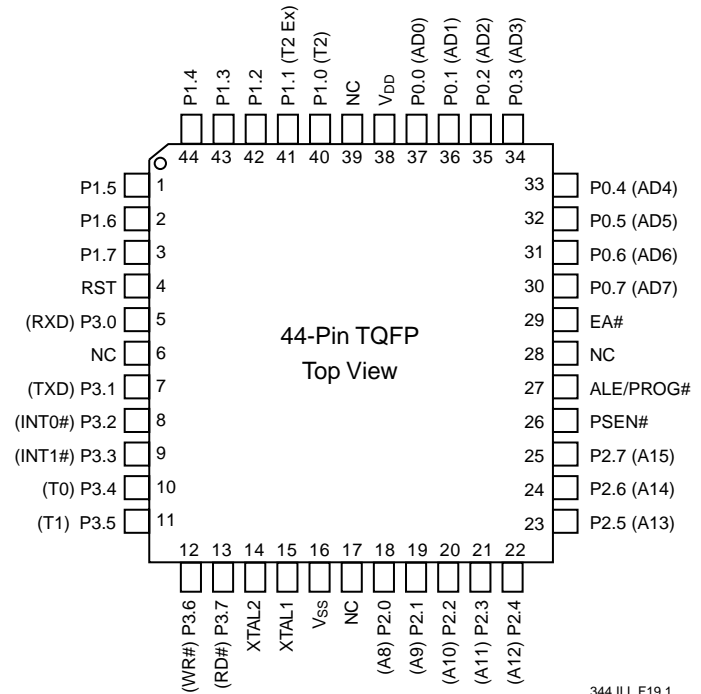 P1.4
P1.3
P1.2
P1.1 (T2 Ex)
P1.0 (T2)
NC
VDD
P0.0 (AD0)
P0.1 (AD1)
P0.2 (AD2)
P0.3 (AD3)
44 43 42 41 40 39 38 37 36 35 34
P1.5 1
P1.6 2
P1.7 3
RST 4
(RXD) P3.0 5
NC 6
(TXD) P3.1 7
(INT0#) P3.2 8
(INT1#) P3.3 9
(T0) P3.4 10
(T1) P3.5 11
44-Pin TQFP
Top View
33 P0.4 (AD4)
32 P0.5 (AD5)
31 P0.6 (AD6)
30 P0.7 (AD7)
29 EA#
28 NC
27 ALE/PROG#
26 PSEN#
25 P2.7 (A15)
24 P2.6 (A14)
23 P2.5 (A13)
12 13 14 15 16 17 18 19 20 21 22
(WR#) P3.6
(RD#) P3.7
XTAL2
XTAL1
VSS
NC
(A8) P2.0
(A9) P2.1
(A10) P2.2
(A11) P2.3
(A12) P2.4
344 ILL F19.1